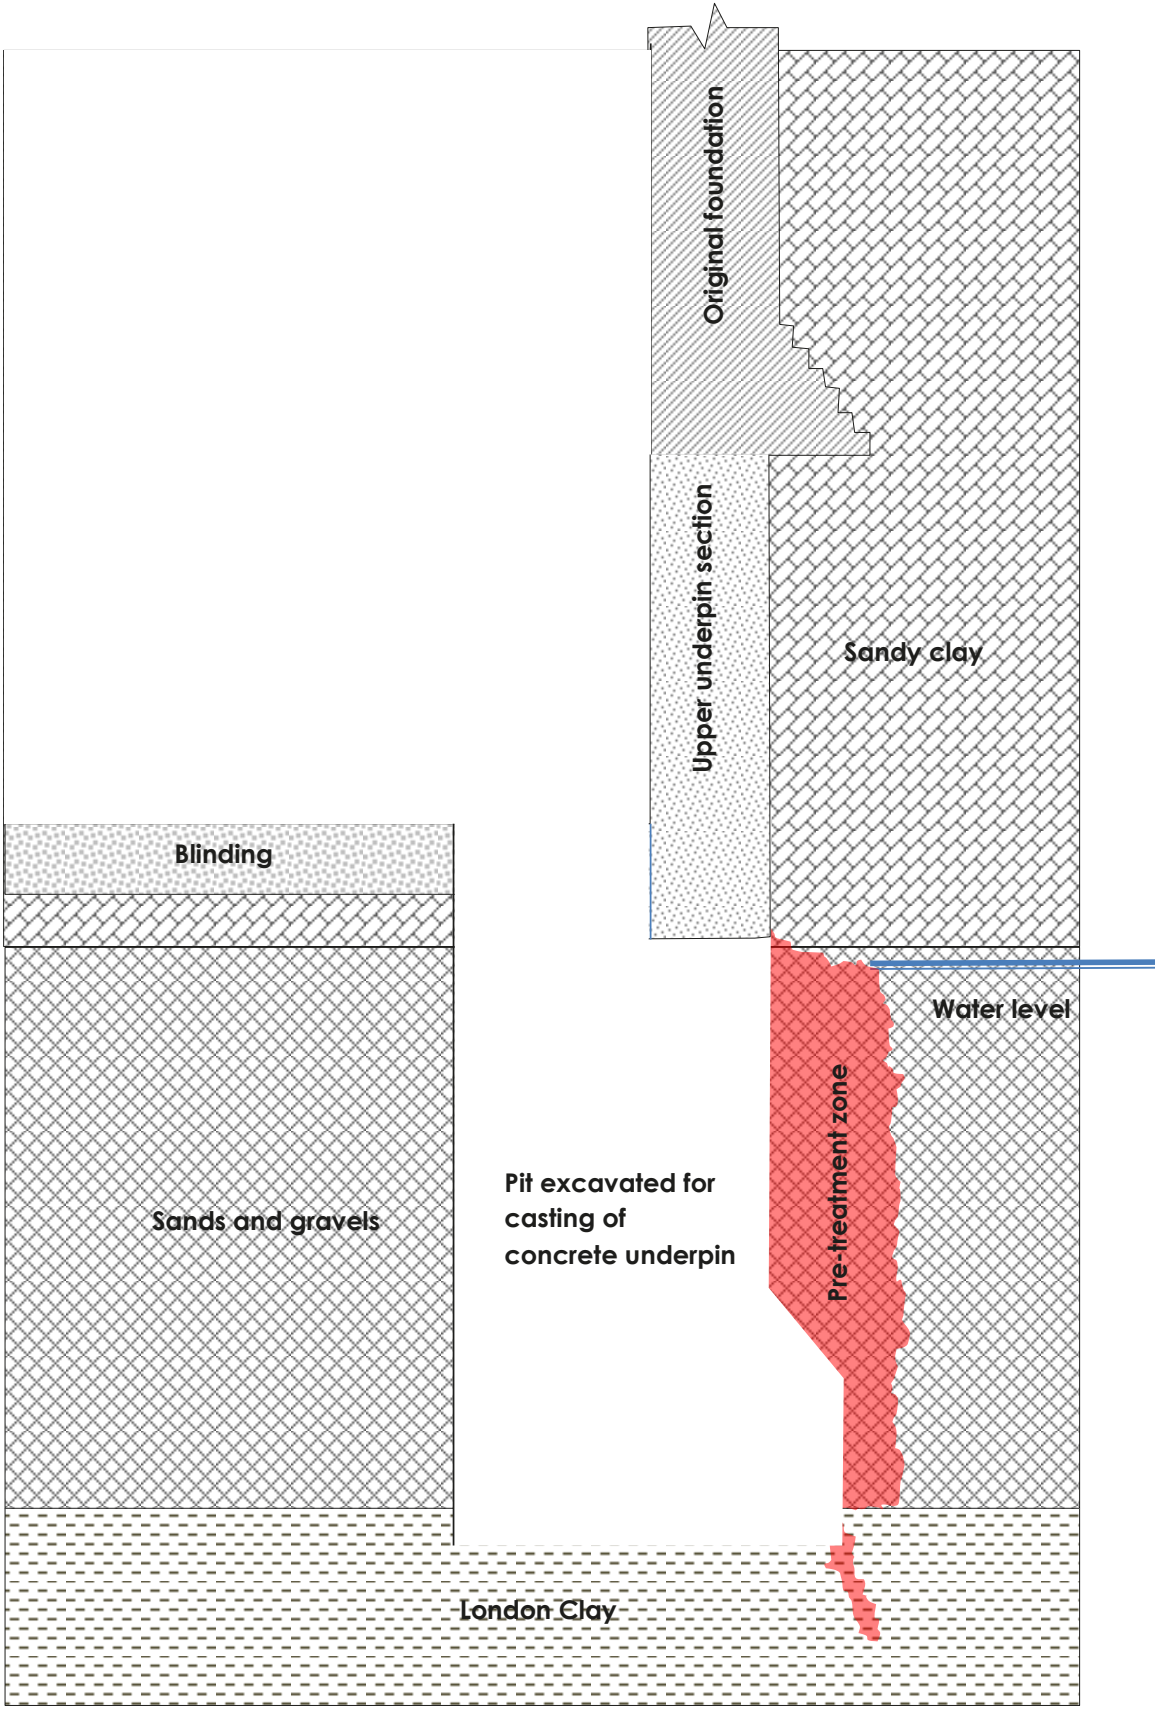 Original foundation
Upper underpin section
Sandy clay
Blinding
Water level
Pre-treatment zone
Pit excavated for
casting of
concrete underpin
Sands and gravels
London Clay